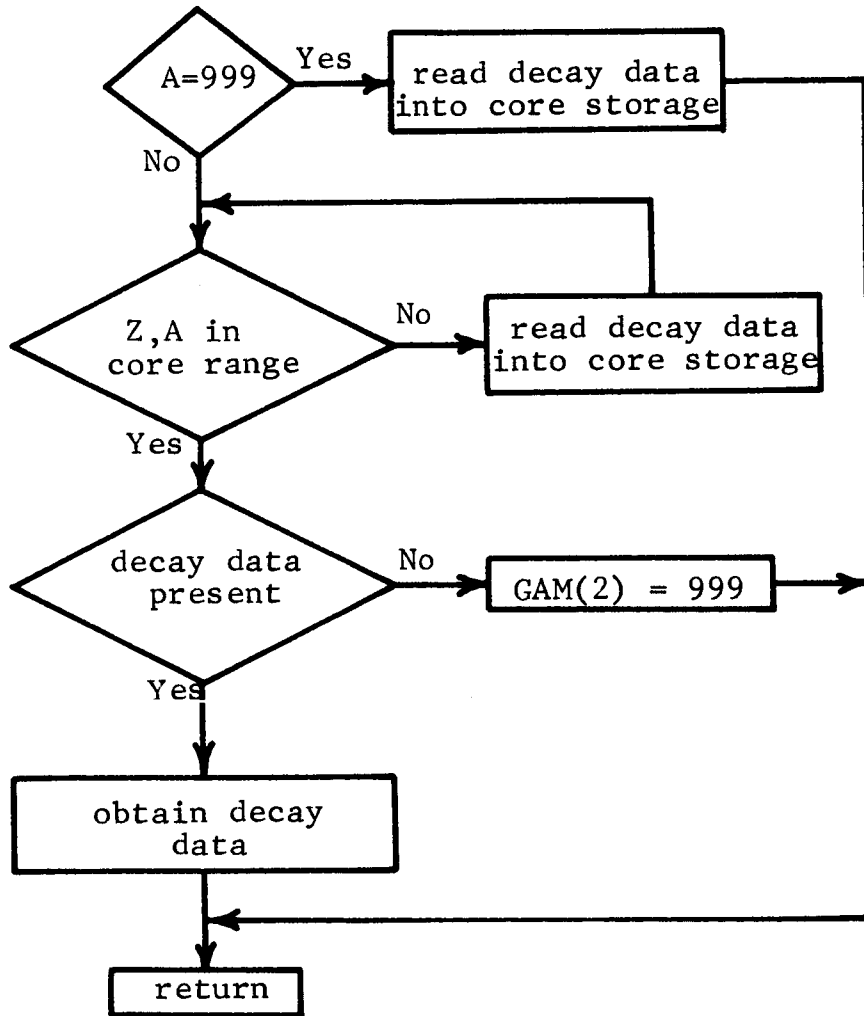 A=999
Yes
read decay data
into core storage
No
Z,A in
core range
No
read decay data
into core storage
Yes
decay data
present
No
GAM(2) = 999
Yes
obtain decay
data
return